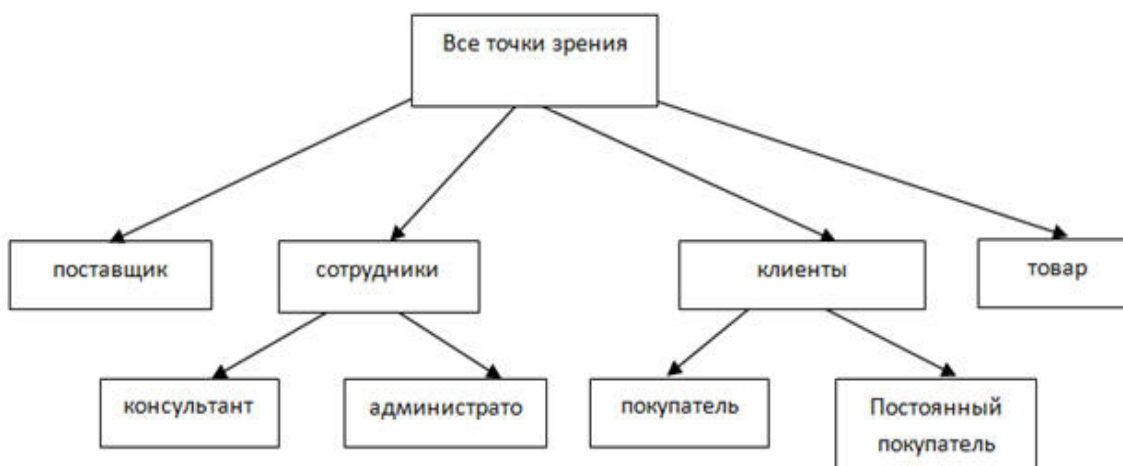 Все точки зрения
поставщик
сотрудники
клиенты
товар
консультант
администрато
покупатель
Постоянный
покупатель